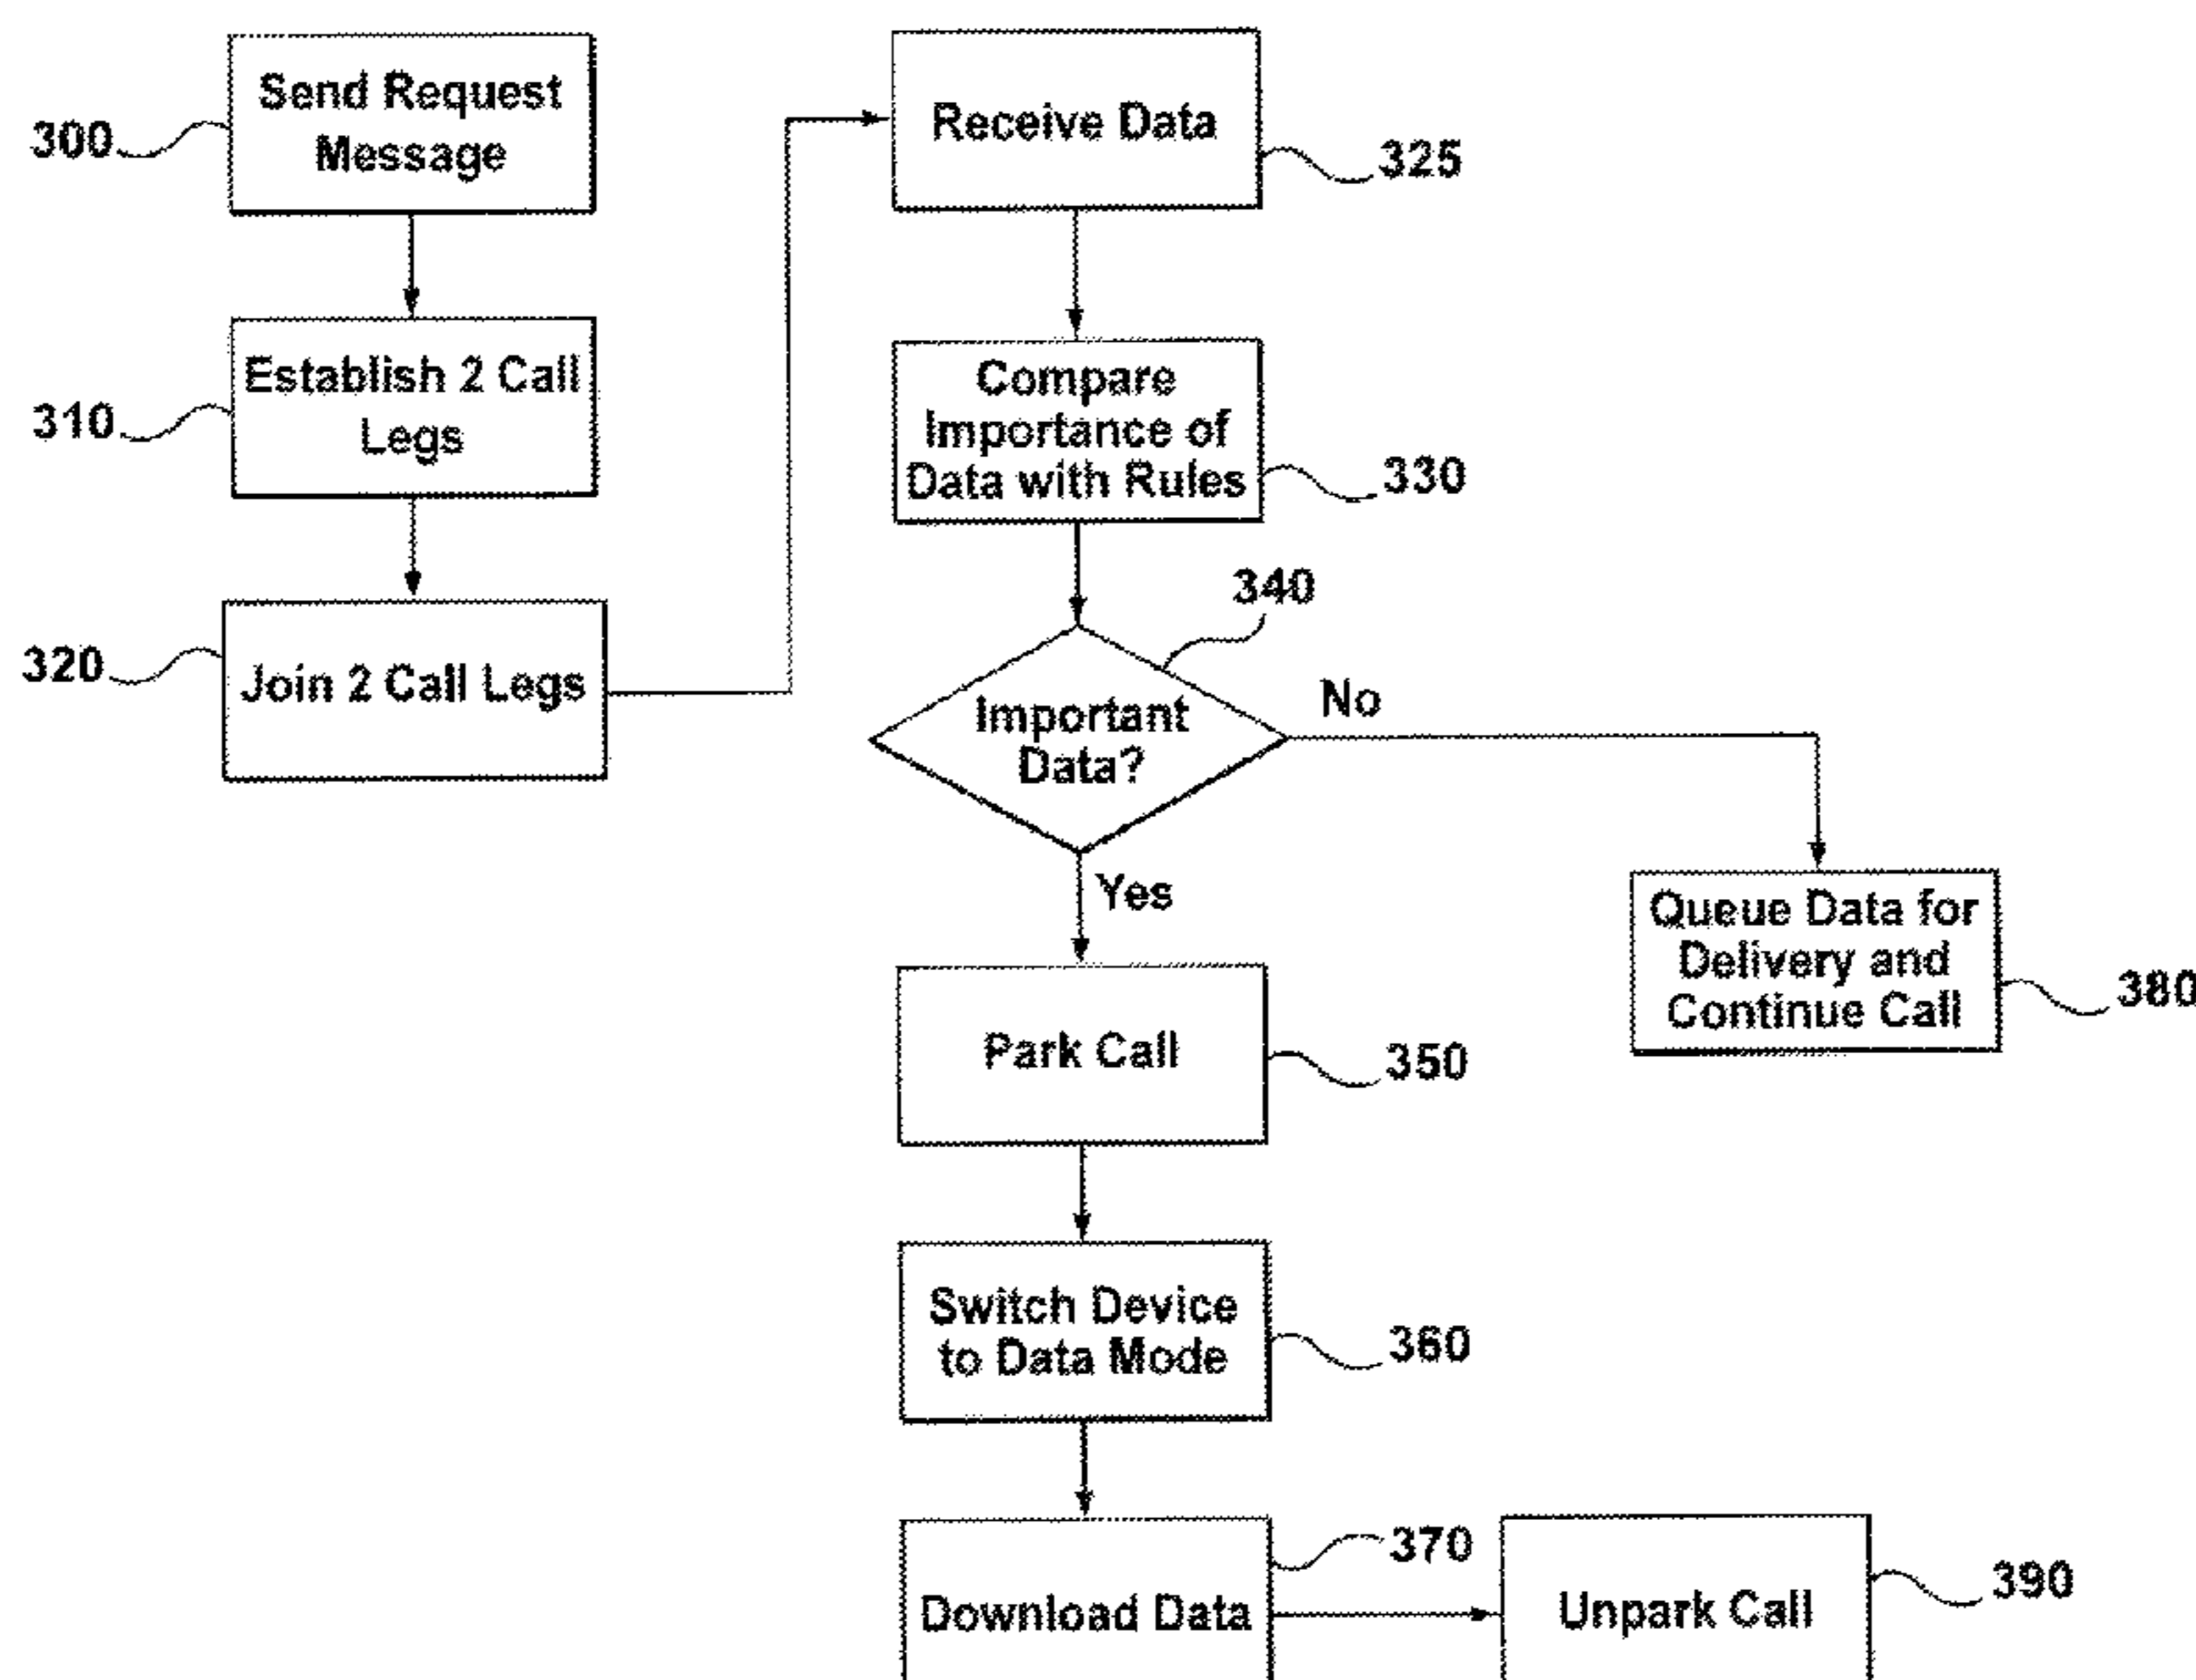 Send Request
Message
300
Establish 2 Call
Legs
310
Join 2 Call Legs
320
Receive Data
325
Compare
Importance of
Data with Rules
330
340
Important
Data?
No
Yes
Queue Data for
Delivery and
Continue Call
380
Park Call
350
Switch Device
to Data Mode
360
Download Data
370
Unpark Call
390